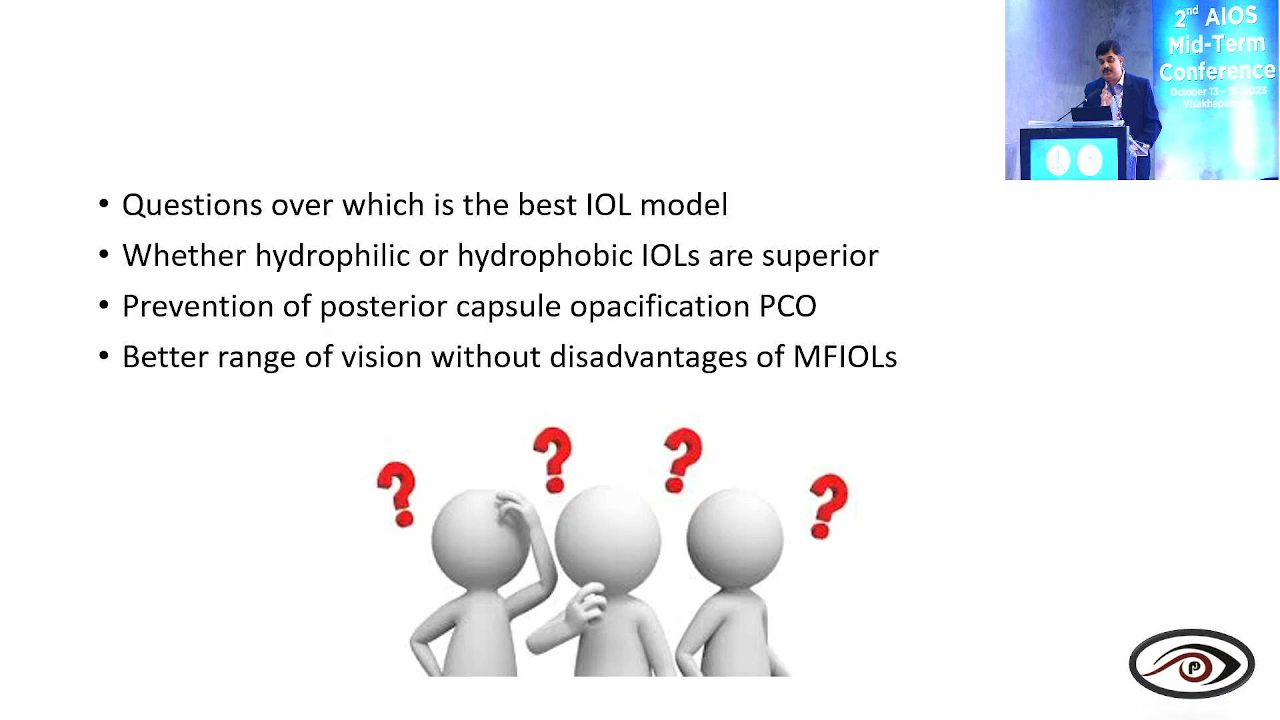 2nd AIOS
Mid-Term
Conference
October 13 - 15, 2023
Visakhapatnam
• Questions over which is the best IOL model
• Whether hydrophilic or hydrophobic IOLs are superior
• Prevention of posterior capsule opacification PCO
• Better range of vision without disadvantages of MFIOLs
? ? ? ?
p